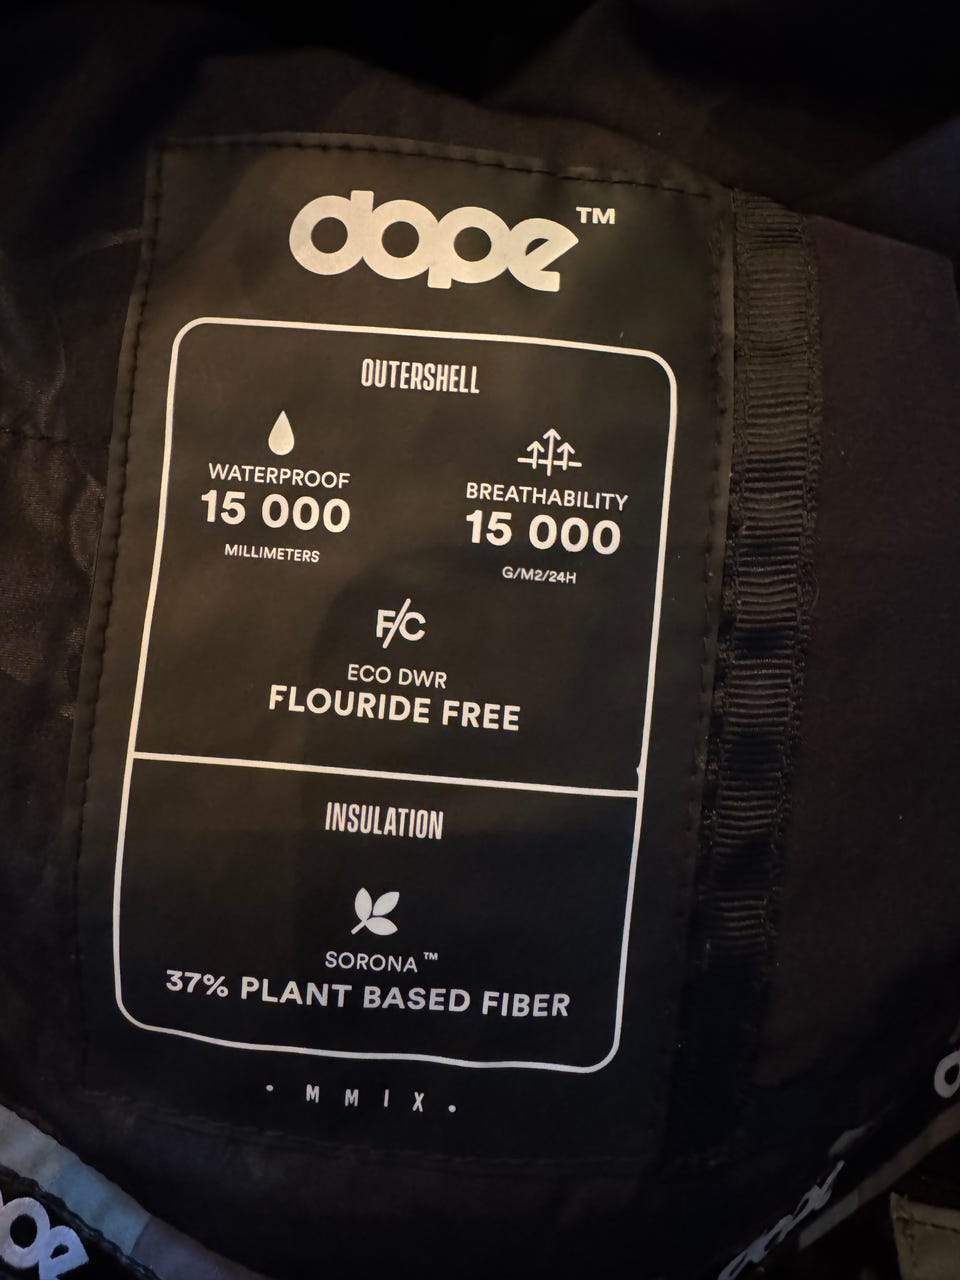 dope™
OUTERSHELL
WATERPROOF
15 000
MILLIMETERS
BREATHABILITY
15 000
G/M2/24H
F/C
ECO DWR
FLOURIDE FREE
INSULATION
SORONA™
37% PLANT BASED FIBER
· M M I X .